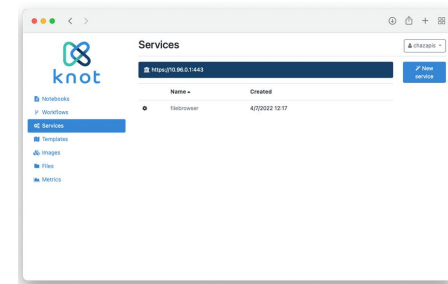 knot
Notebooks
Workflows
Services
Templates
Images
Files
Metrics
Services
chazapis
https://10.96.0.1:443
New service
Name
Created
filebrowser
4/7/2022 12:17